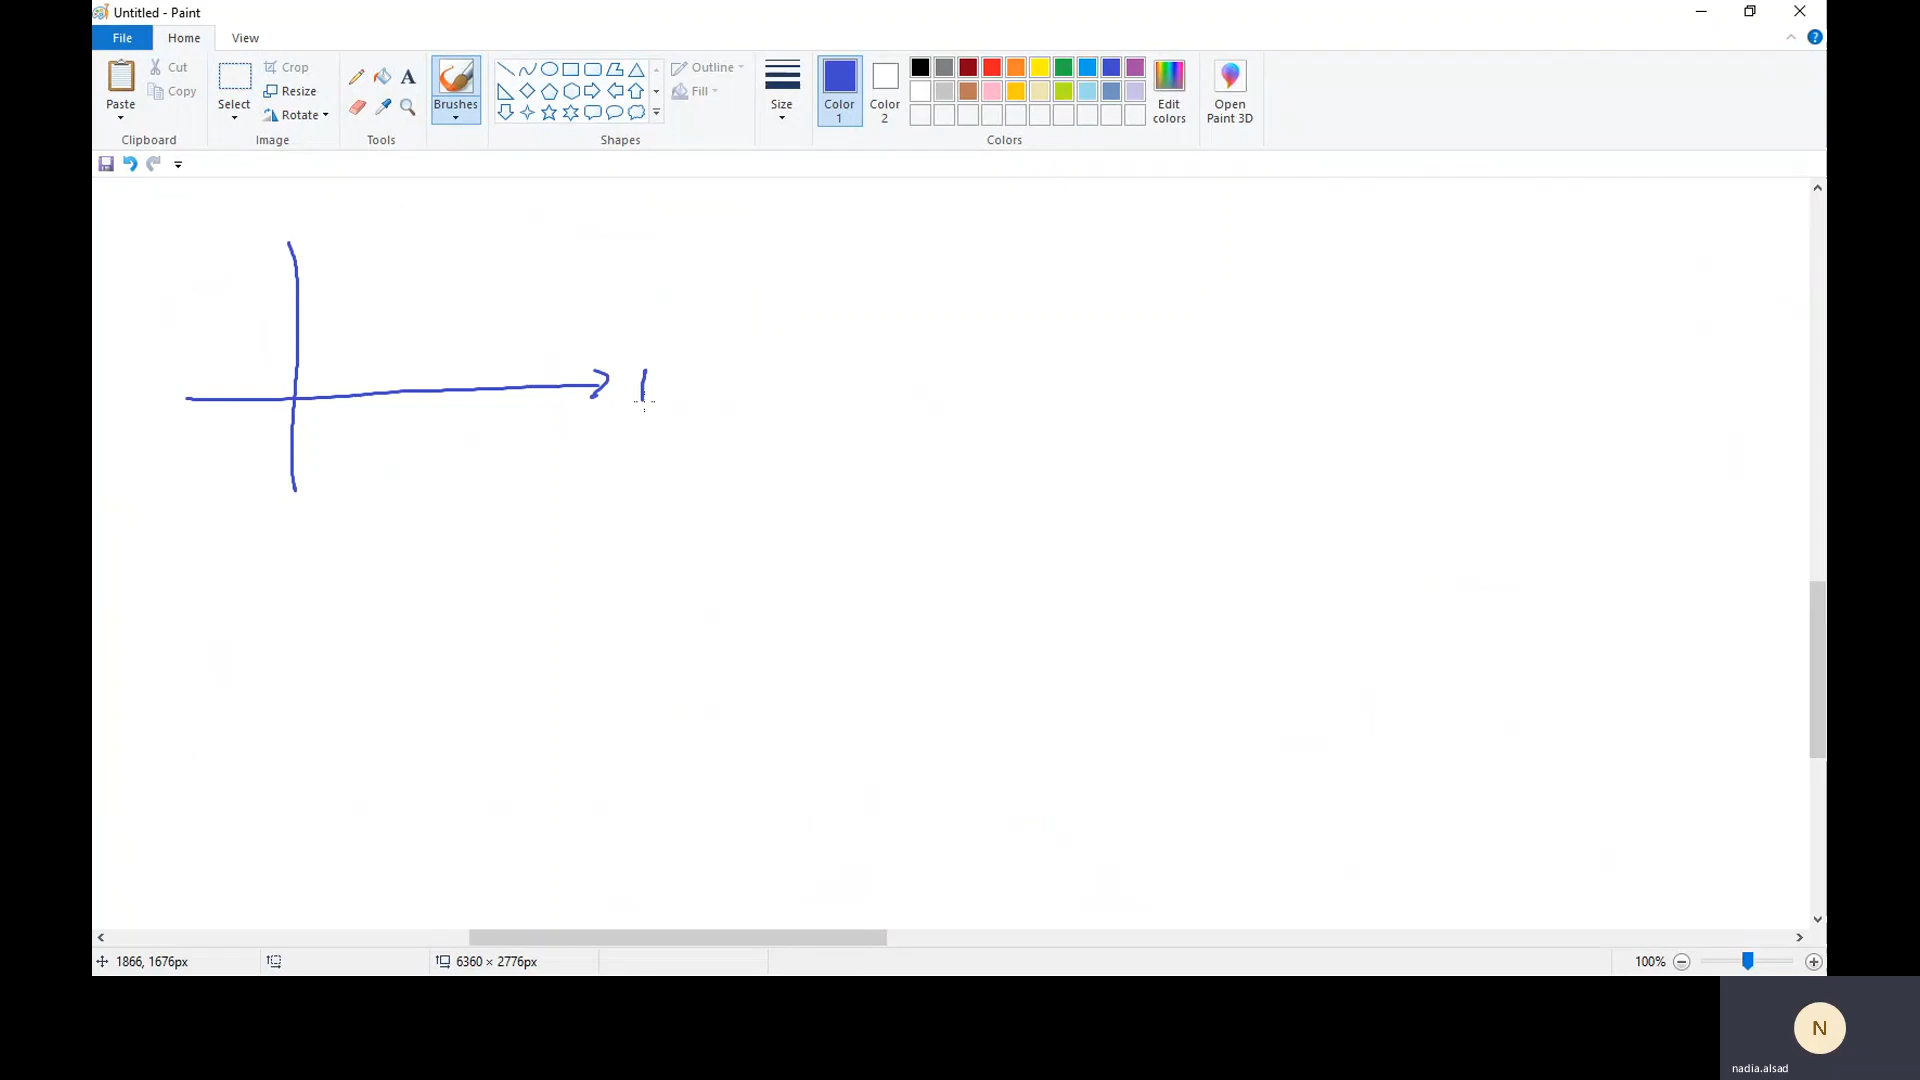 Untitled - Paint
File Home View
Paste
Cut
Copy
Clipboard
Select
Crop
Resize
Rotate
Image
A
Tools
Brushes
Shapes
Outline
Fill
Size
Color 1
Color 2
Edit colors
Colors
Open Paint 3D
1866, 1676px
6360 × 2776px
100%
N
nadia.alsad